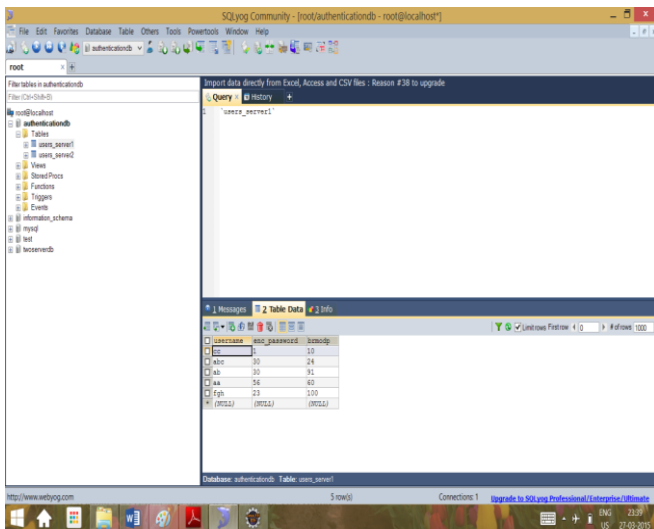 SQLyog Community - [root/authenticationdb - root@localhost*]
File Edit Favorites Database Table Others Tools Powertools Window Help
authenticationdb
root
Filter tables in authenticationdb
Filter (Ctrl+Shift+B)
root@localhost
authenticationdb
Tables
users_server1
users_server2
Views
Stored Procs
Functions
Triggers
Events
information_schema
mysql
test
twoserverdb
Import data directly from Excel, Access and CSV files : Reason #38 to upgrade
Query History +
1 `users_server1`
1 Messages 2 Table Data 3 Info
Limit rows First row 0 # of rows 1000
username enc_password hrmodp
cc 1 10
abc 30 24
ab 30 91
aa 56 60
fgh 23 100
* (NULL) (NULL) (NULL)
Database: authenticationdb Table: users_server1
http://www.webyog.com 5 row(s) Connections: 1 Upgrade to SQLyog Professional/Enterprise/Ultimate
ENG 23:39
US 27-03-2015